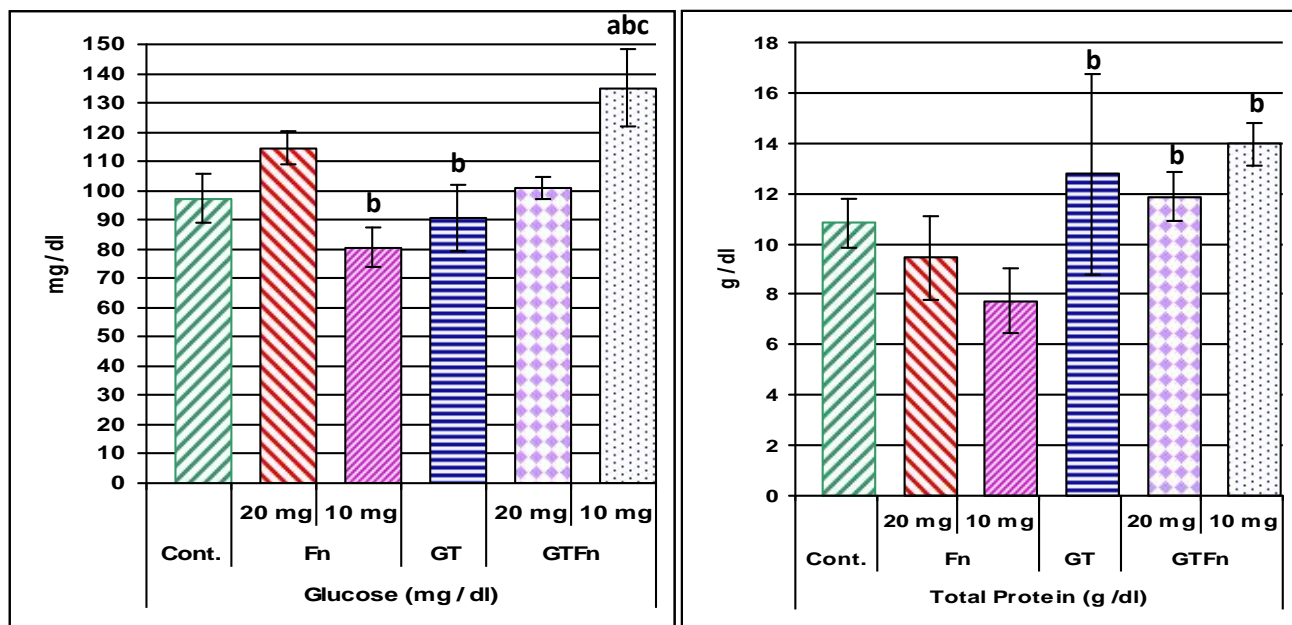 abc
150
140
130
120
110
100
90
80
70
60
50
40
30
20
10
0
mg/dl
b
b
20 mg 10 mg 20 mg 10 mg
Cont. Fn GT GTFn
Glucose (mg / dl)
18
16
14
12
10
8
6
4
2
0
g /dl
b
b
b
20 mg 10 mg 20 mg 10 mg
Cont. Fn GT GTFn
Total Protein (g /dl)